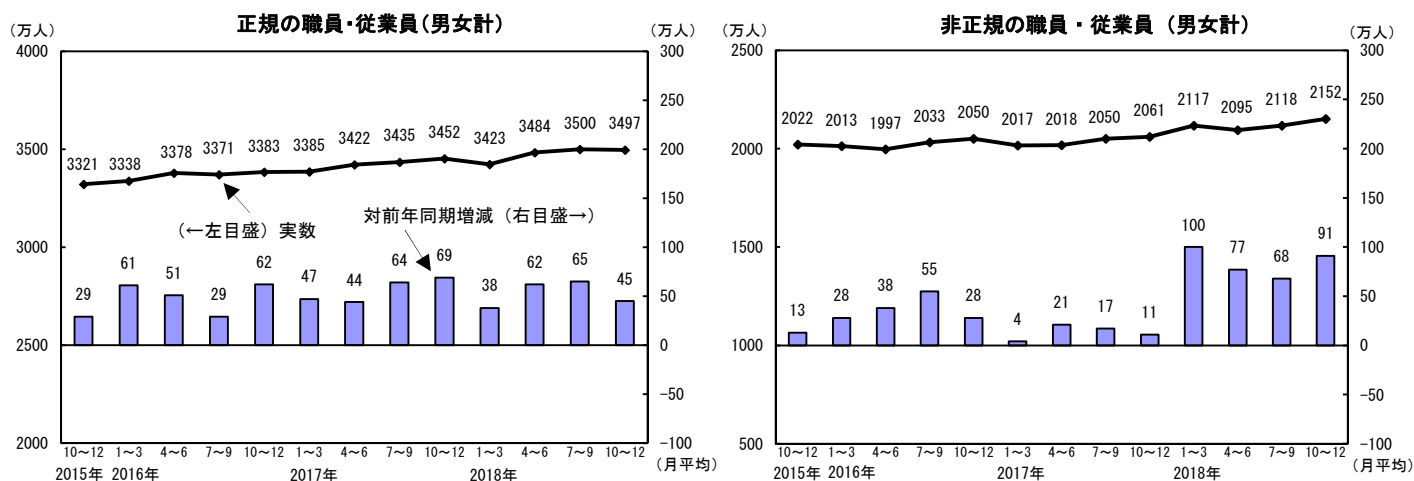 正規の職員・従業員(男女計)
(万人)
(万人)
4000
3500
3000
2500
2000
300
250
200
150
100
50
0
-50
-100
3321 3338 3378 3371 3383 3385 3422 3435 3452 3423 3484 3500 3497
(←左目盛) 実数
対前年同期増減 (右目盛→)
29 61 51 29 62 47 44 64 69 38 62 65 45
10~12 1~3 4~6 7~9 10~12 1~3 4~6 7~9 10~12 1~3 4~6 7~9 10~12
2015年 2016年 2017年 2018年
(月平均)
非正規の職員・従業員 (男女計)
(万人)
(万人)
2500
2000
1500
1000
500
300
250
200
150
100
50
0
-50
-100
2022 2013 1997 2033 2050 2017 2018 2050 2061 2117 2095 2118 2152
13 28 38 55 28 4 21 17 11 100 77 68 91
10~12 1~3 4~6 7~9 10~12 1~3 4~6 7~9 10~12 1~3 4~6 7~9 10~12
2015年 2016年 2017年 2018年
(月平均)